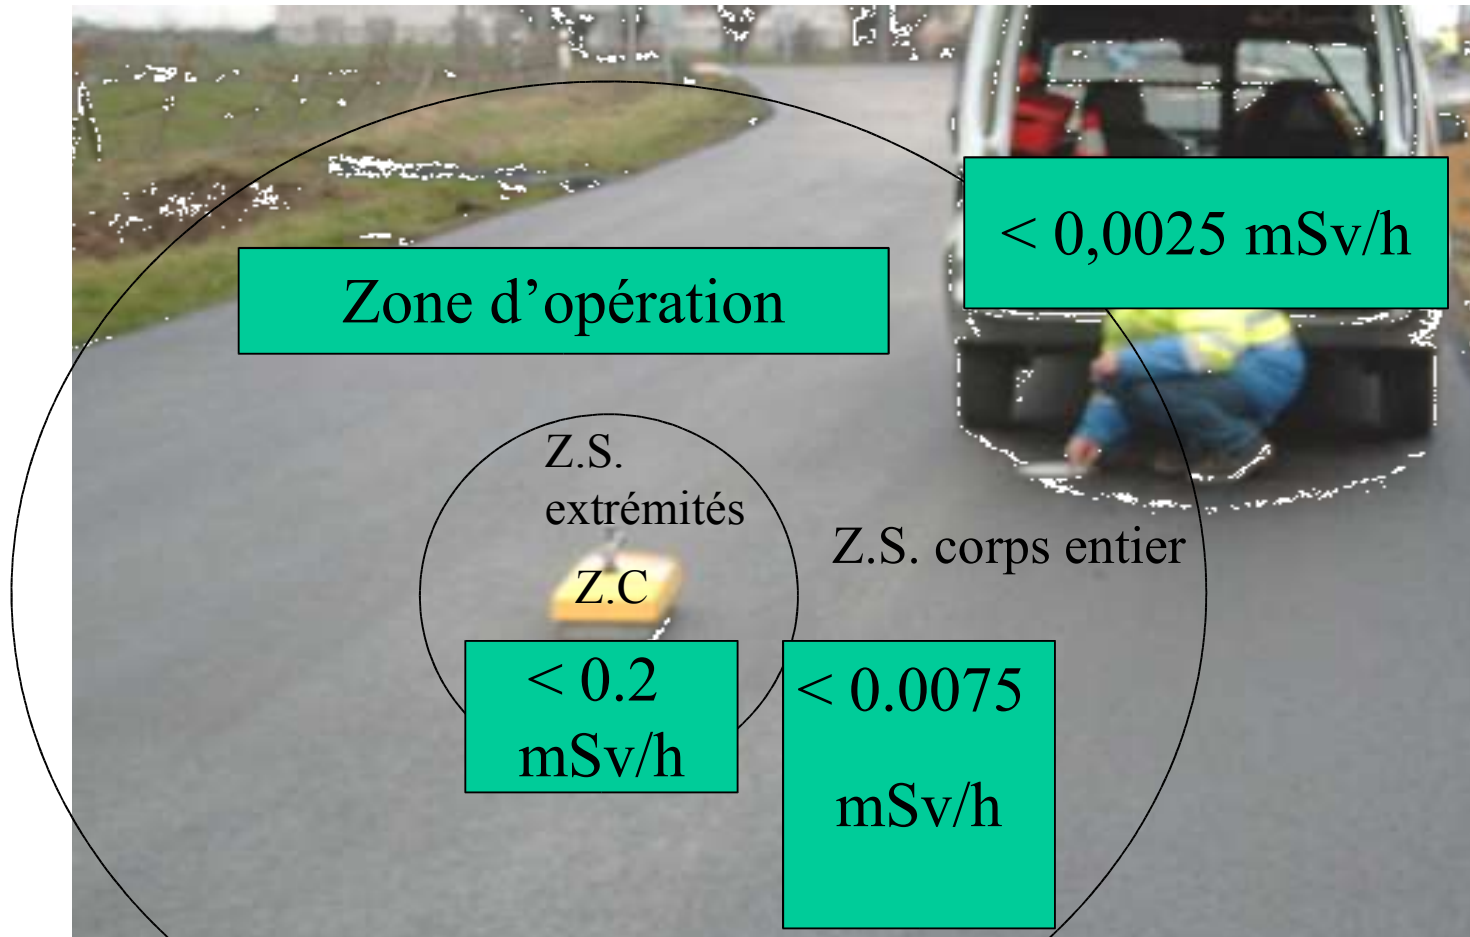 < 0,0025 mSv/h
Zone d’opération
Z.S.
extrémités
Z.S. corps entier
Z.C
< 0.2
mSv/h
< 0.0075
mSv/h